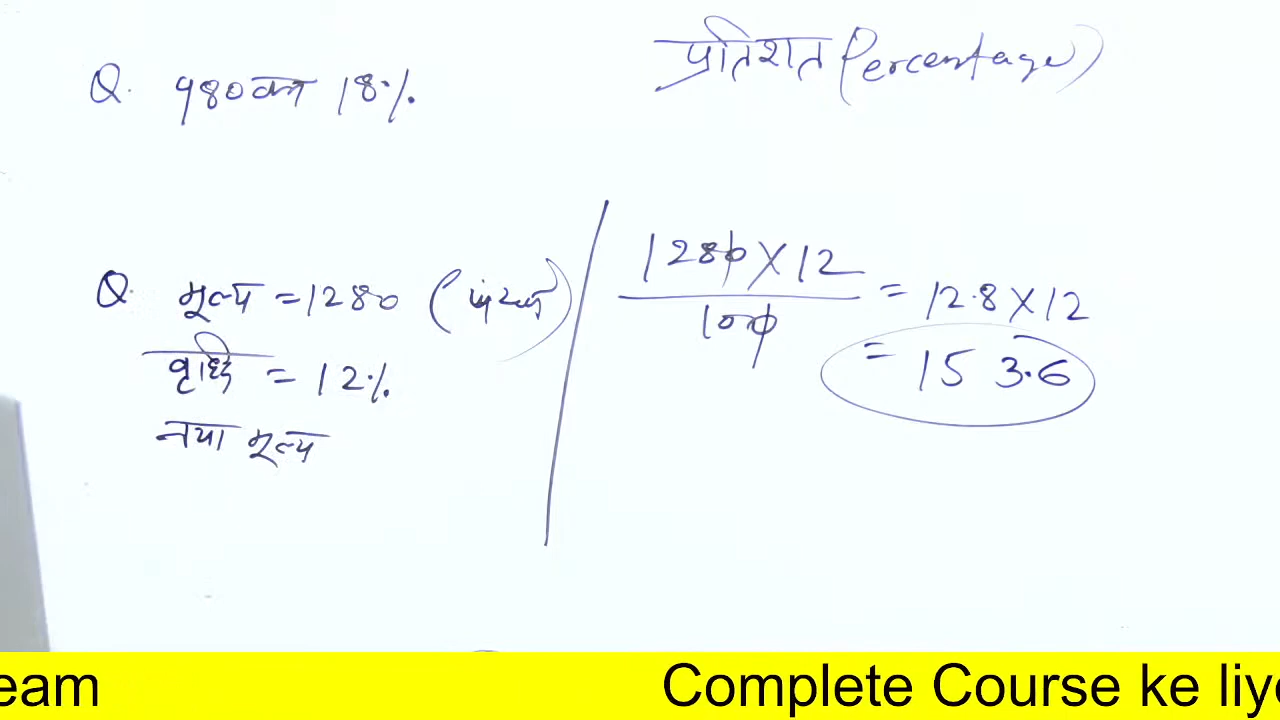 प्रतिशत (Percentage)
Q. 980 का 18%
Q. मूल्य = 1280
वृद्धि = 12%
नया मूल्य
1280 X 12
100
= 12.8 X 12
= 153.6
eam
Complete Course ke liye